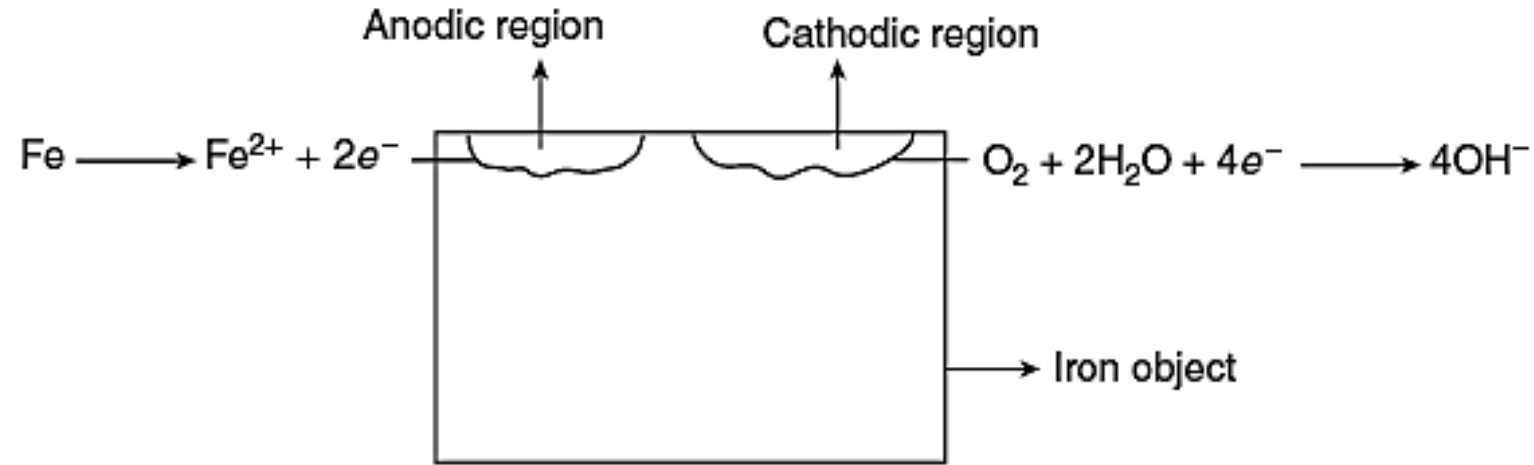 Anodic region
Cathodic region
Fe ⟶ Fe²⁺ + 2e⁻
O₂ + 2H₂O + 4e⁻ ⟶ 4OH⁻
Iron object